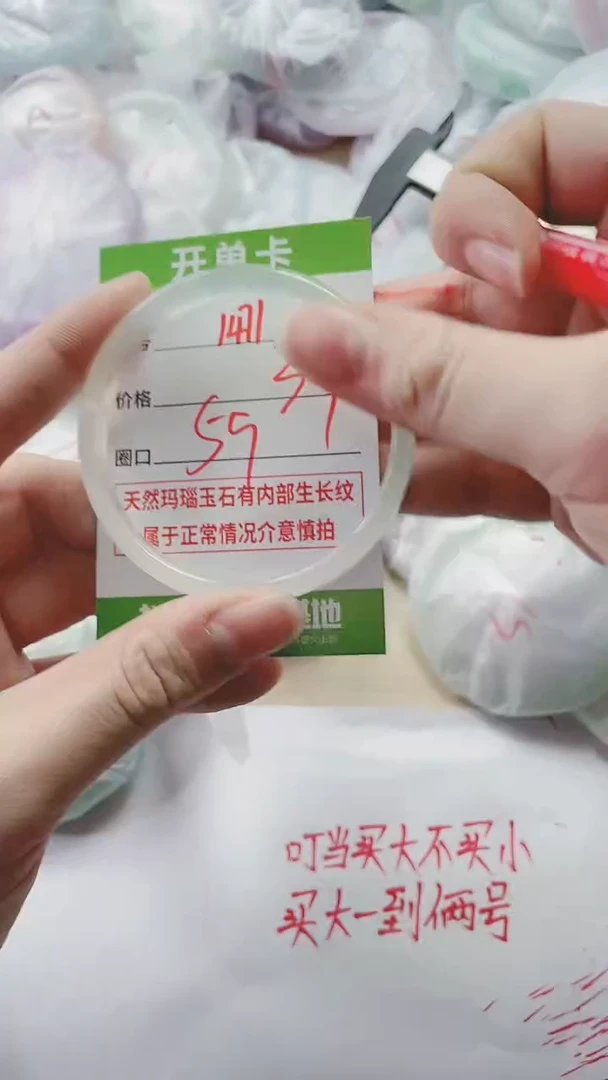 开单卡
价格
59
圈口
天然玛瑙玉石有内部生长纹
属于正常情况介意慎拍
基地
叮当买大不买小
买大一到俩号